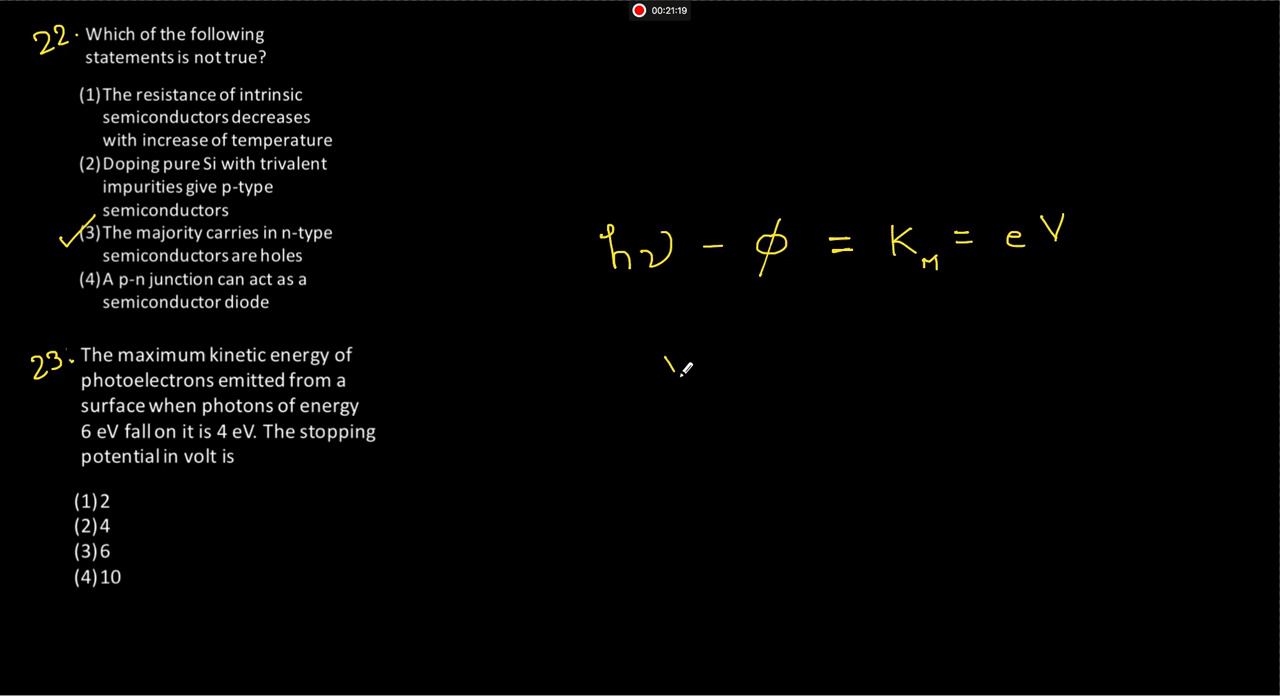 00:21:19
22. Which of the following
statements is not true?
(1) The resistance of intrinsic
semiconductors decreases
with increase of temperature
(2) Doping pure Si with trivalent
impurities give p-type
semiconductors
(3) The majority carries in n-type
semiconductors are holes
(4) A p-n junction can act as a
semiconductor diode
hν - φ = K_M = eV
23. The maximum kinetic energy of
photoelectrons emitted from a
surface when photons of energy
6 eV fall on it is 4 eV. The stopping
potential in volt is
(1) 2
(2) 4
(3) 6
(4) 10